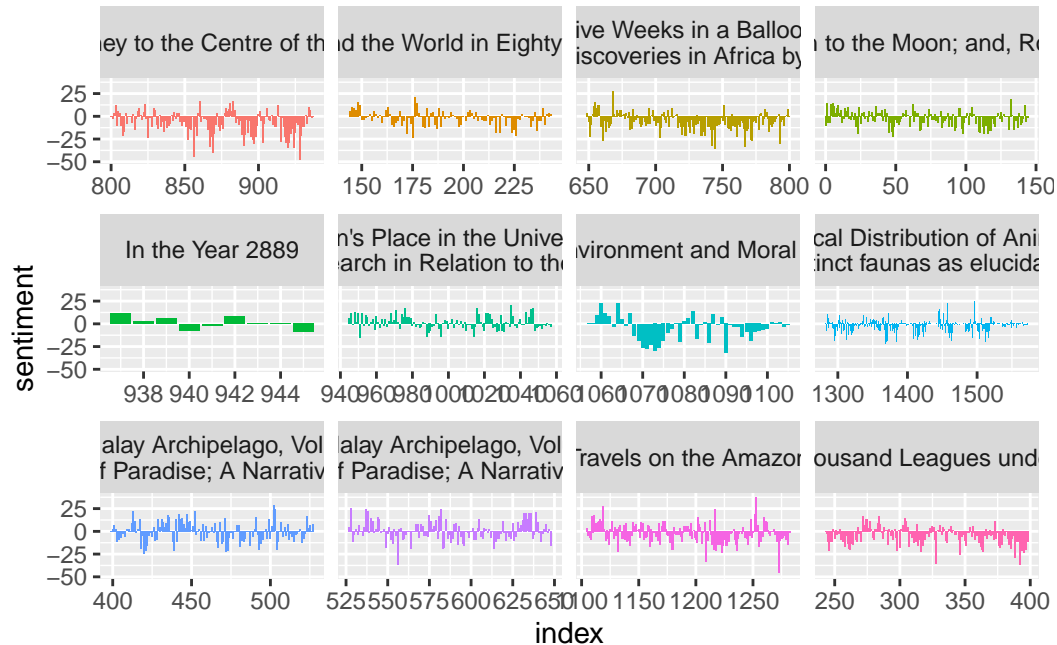 ney to the Centre of th
nd the World in Eighty
ive Weeks in a Balloo
iscoveries in Africa by
n to the Moon; and, Ro
25
0
−25
−50
800 850 900
150 175 200 225
650 700 750 800
0 50 100 150
In the Year 2889
n's Place in the Unive
earch in Relation to the
nvironment and Moral
ical Distribution of Anim
tinct faunas as elucida
sentiment
25
0
−25
−50
938 940 942 944
940 960 980 1000 1020 1040 1060
1060 1070 1080 1090 1100
1300 1400 1500
alay Archipelago, Vol
f Paradise; A Narrativ
alay Archipelago, Vol
f Paradise; A Narrativ
Travels on the Amazon
ousand Leagues unde
25
0
−25
−50
400 450 500
525 550 575 600 625 650
1100 1150 1200 1250
250 300 350 400
index